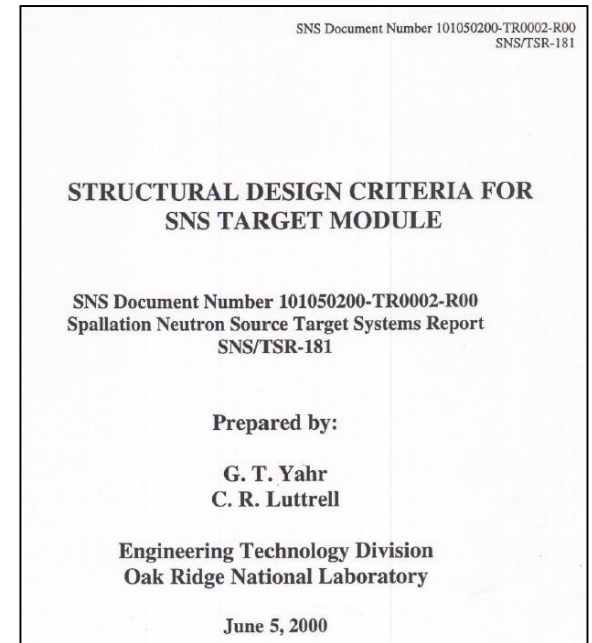 SNS Document Number 101050200-TR0002-R00
SNS/TSR-181
STRUCTURAL DESIGN CRITERIA FOR
SNS TARGET MODULE
SNS Document Number 101050200-TR0002-R00
Spallation Neutron Source Target Systems Report
SNS/TSR-181
Prepared by:
G. T. Yahr
C. R. Luttrell
Engineering Technology Division
Oak Ridge National Laboratory
June 5, 2000